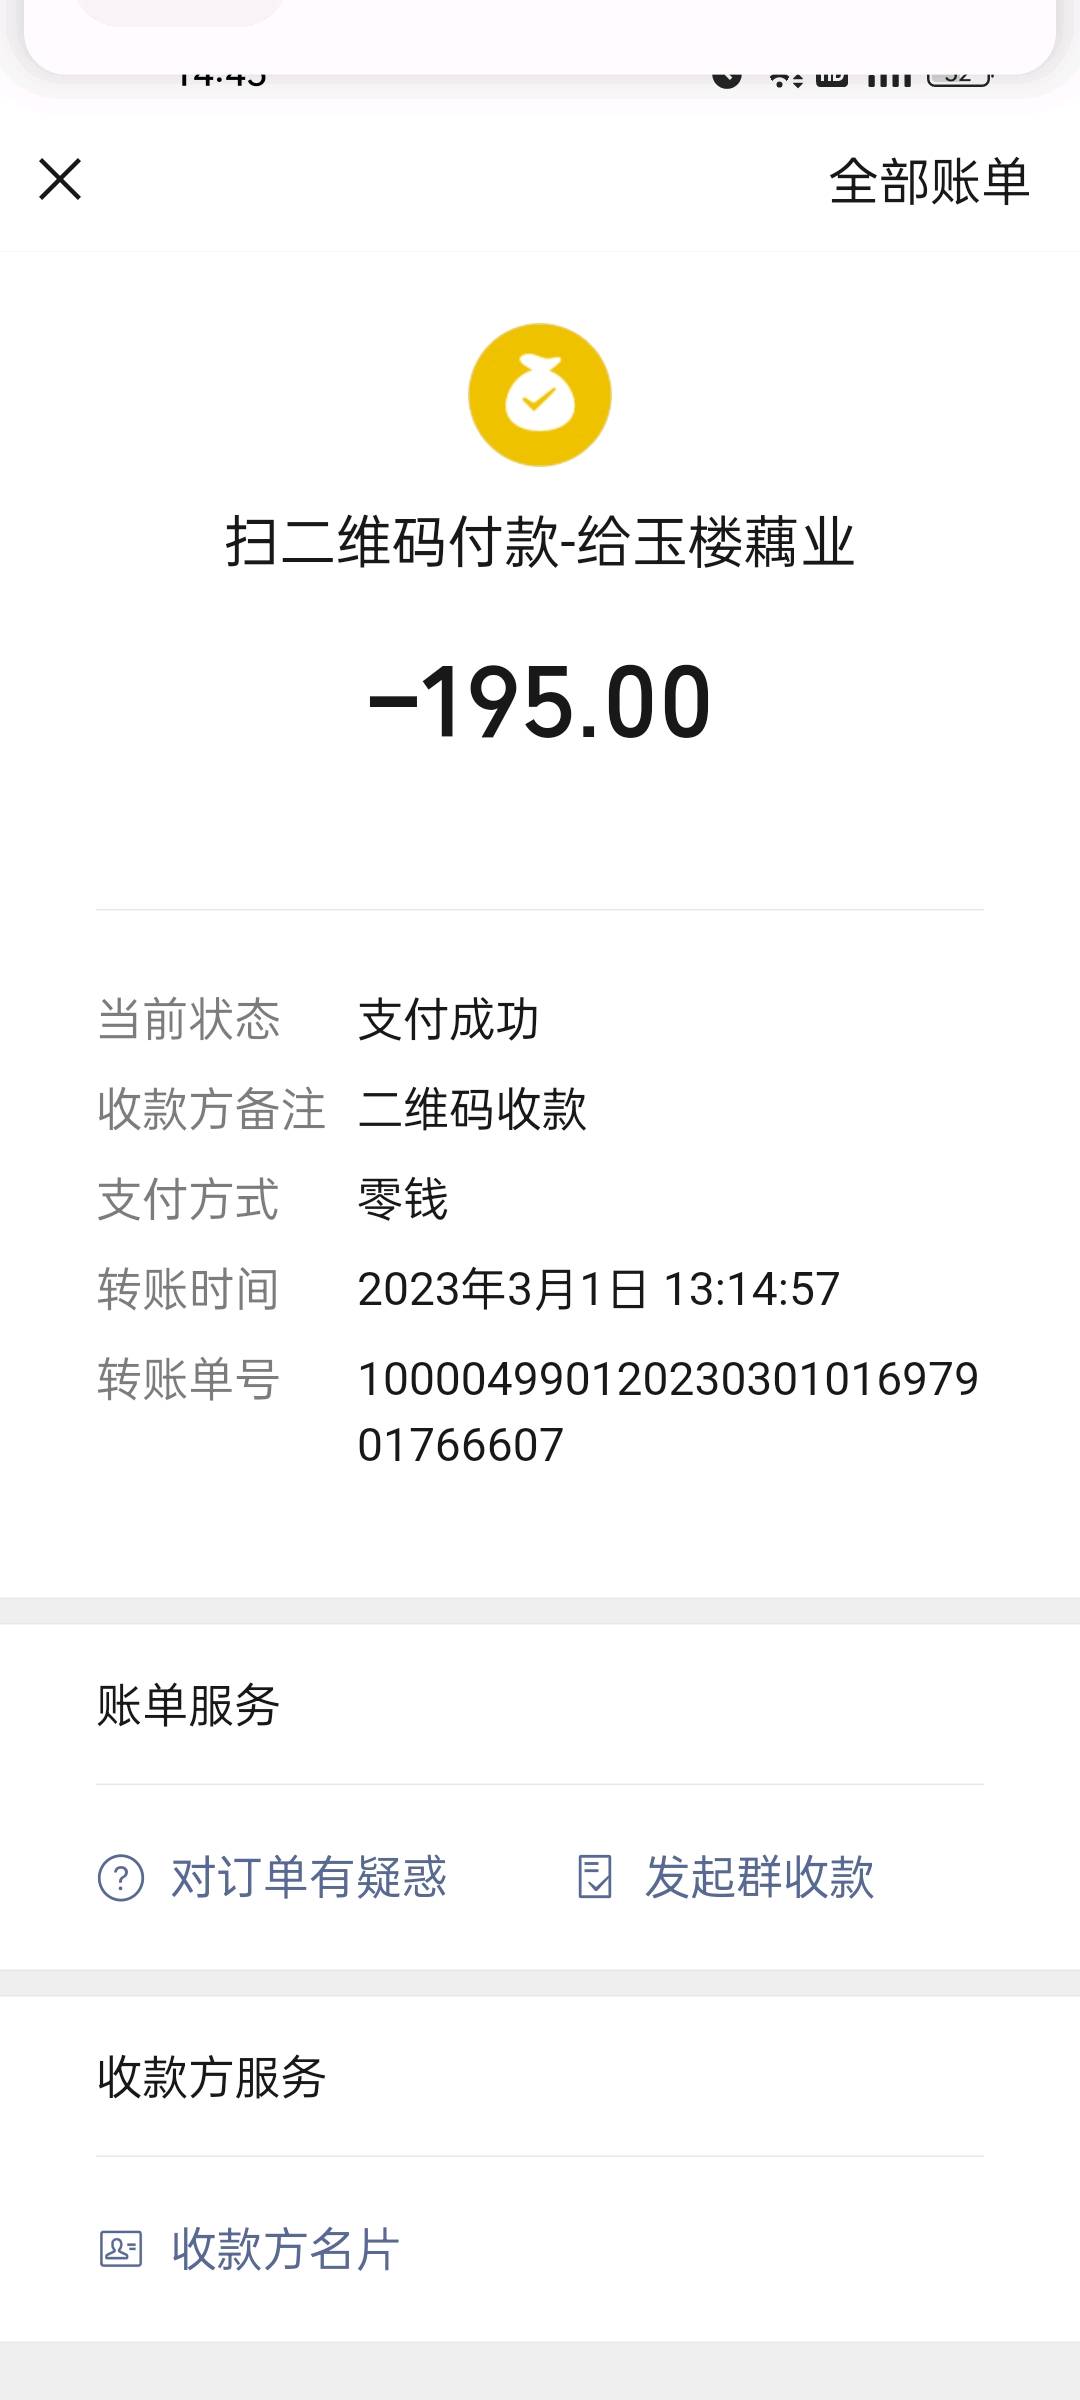 全部账单
扫二维码付款-给玉楼藕业
-195.00
当前状态 支付成功
收款方备注 二维码收款
支付方式 零钱
转账时间 2023年3月1日 13:14:57
转账单号 100004990120230301016979
01766607
账单服务
对订单有疑惑 发起群收款
收款方服务
收款方名片